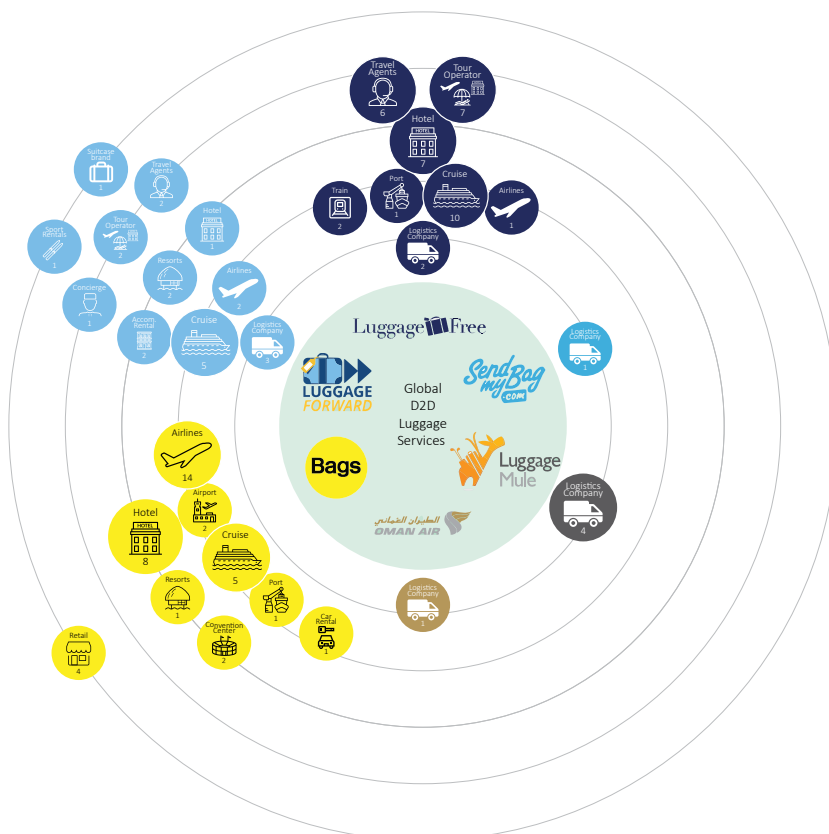 Travel
Agents
6
Tour
Operator
7
Hotel
HOTEL
7
Train
2
Port
1
Cruise
10
Airlines
1
Logistics
Company
2
Suitcase
brand
1
Travel
Agents
2
Sport
Rentals
1
Tour
Operator
2
Hotel
HOTEL
1
Concierge
1
Resorts
2
Airlines
2
Accom
Rental
2
Cruise
5
Logistics
Company
3
Logistics
Company
1
Luggage Free
LUGGAGE
FORWARD
Send
my Bag
.com
Global
D2D
Luggage
Services
Bags
Luggage
Mule
الطيران العماني
OMAN AIR
Airlines
14
Airport
2
Hotel
HOTEL
8
Cruise
5
Resorts
1
Port
1
Convention
Center
2
Car
Rental
1
Retail
4
Logistics
Company
4
Logistics
Company
1